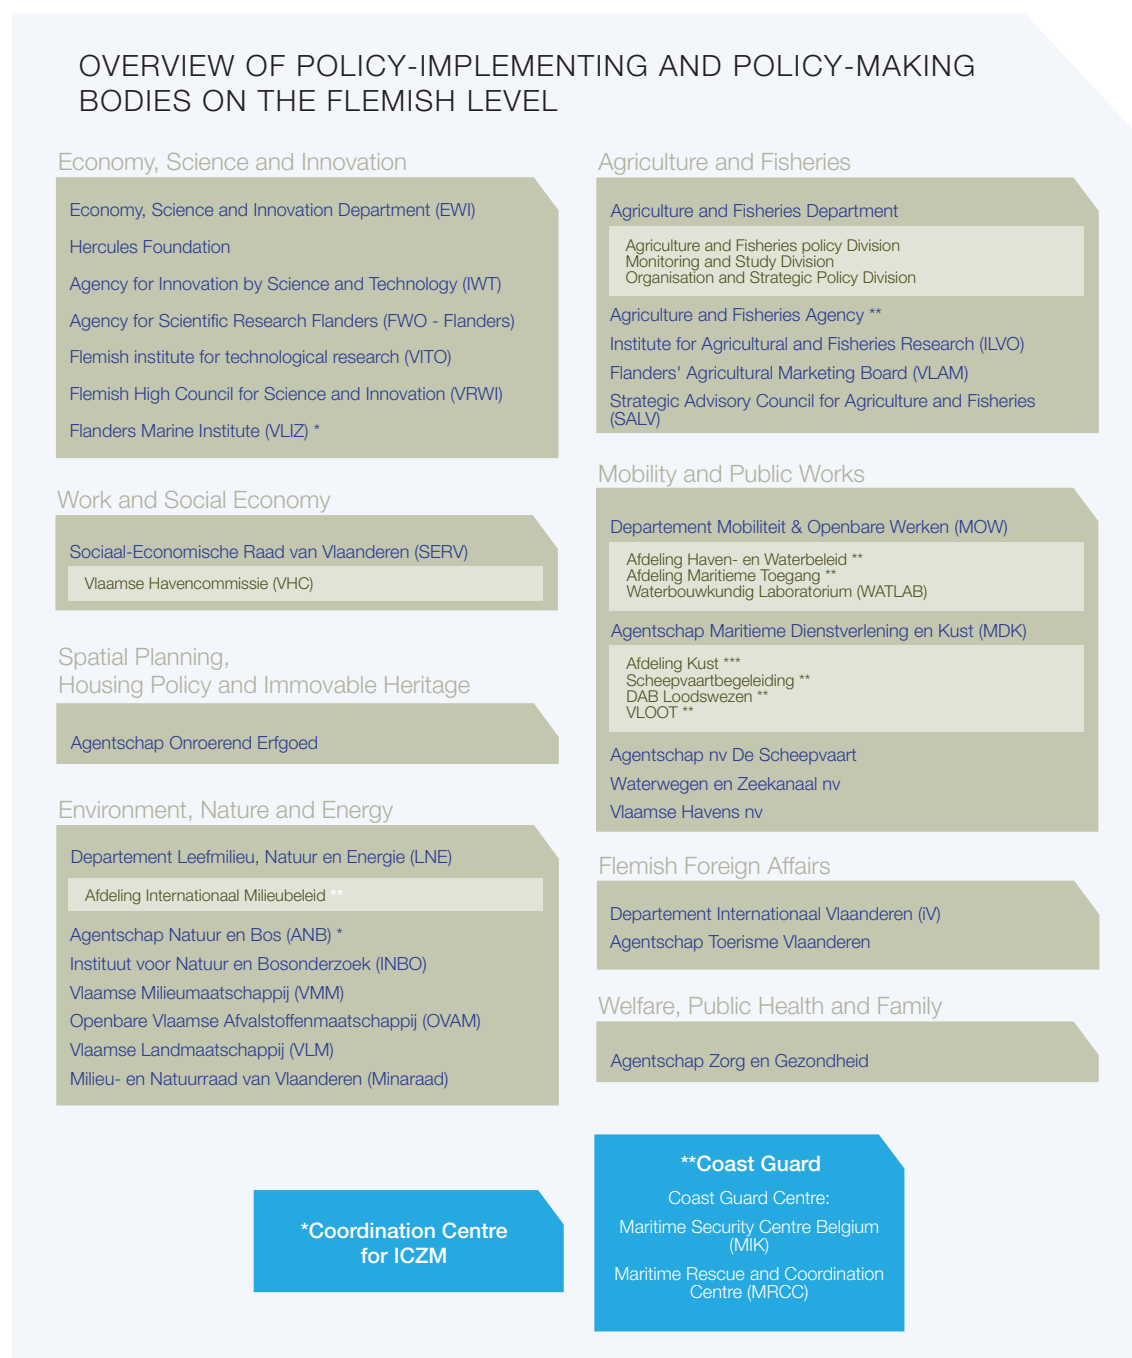 OVERVIEW OF POLICY-IMPLEMENTING AND POLICY-MAKING
BODIES ON THE FLEMISH LEVEL
Economy, Science and Innovation
Economy, Science and Innovation Department (EWI)
Hercules Foundation
Agency for Innovation by Science and Technology (IWT)
Agency for Scientific Research Flanders (FWO - Flanders)
Flemish institute for technological research (VITO)
Flemish High Council for Science and Innovation (VRWI)
Flanders Marine Institute (VLIZ) *
Work and Social Economy
Sociaal-Economische Raad van Vlaanderen (SERV)
Vlaamse Havencommissie (VHC)
Spatial Planning,
Housing Policy and Immovable Heritage
Agentschap Onroerend Erfgoed
Environment, Nature and Energy
Departement Leefmilieu, Natuur en Energie (LNE)
Afdeling Internationaal Milieubeleid **
Agentschap Natuur en Bos (ANB) *
Instituut voor Natuur en Bosonderzoek (INBO)
Vlaamse Milieumaatschappij (VMM)
Openbare Vlaamse Afvalstoffenmaatschappij (OVAM)
Vlaamse Landmaatschappij (VLM)
Milieu- en Natuurraad van Vlaanderen (Minaraad)
Agriculture and Fisheries
Agriculture and Fisheries Department
Agriculture and Fisheries policy Division
Monitoring and Study Division
Organisation and Strategic Policy Division
Agriculture and Fisheries Agency **
Institute for Agricultural and Fisheries Research (ILVO)
Flanders' Agricultural Marketing Board (VLAM)
Strategic Advisory Council for Agriculture and Fisheries
(SALV)
Mobility and Public Works
Departement Mobiliteit & Openbare Werken (MOW)
Afdeling Haven- en Waterbeleid **
Afdeling Maritieme Toegang **
Waterbouwkundig Laboratorium (WATLAB)
Agentschap Maritieme Dienstverlening en Kust (MDK)
Afdeling Kust ***
Scheepvaartbegeleiding **
DAB Loodswezen **
VLOOT **
Agentschap nv De Scheepvaart
Waterwegen en Zeekanaal nv
Vlaamse Havens nv
Flemish Foreign Affairs
Departement Internationaal Vlaanderen (iV)
Agentschap Toerisme Vlaanderen
Welfare, Public Health and Family
Agentschap Zorg en Gezondheid
*Coordination Centre
for ICZM
**Coast Guard
Coast Guard Centre:
Maritime Security Centre Belgium
(MIK)
Maritime Rescue and Coordination
Centre (MRCC)